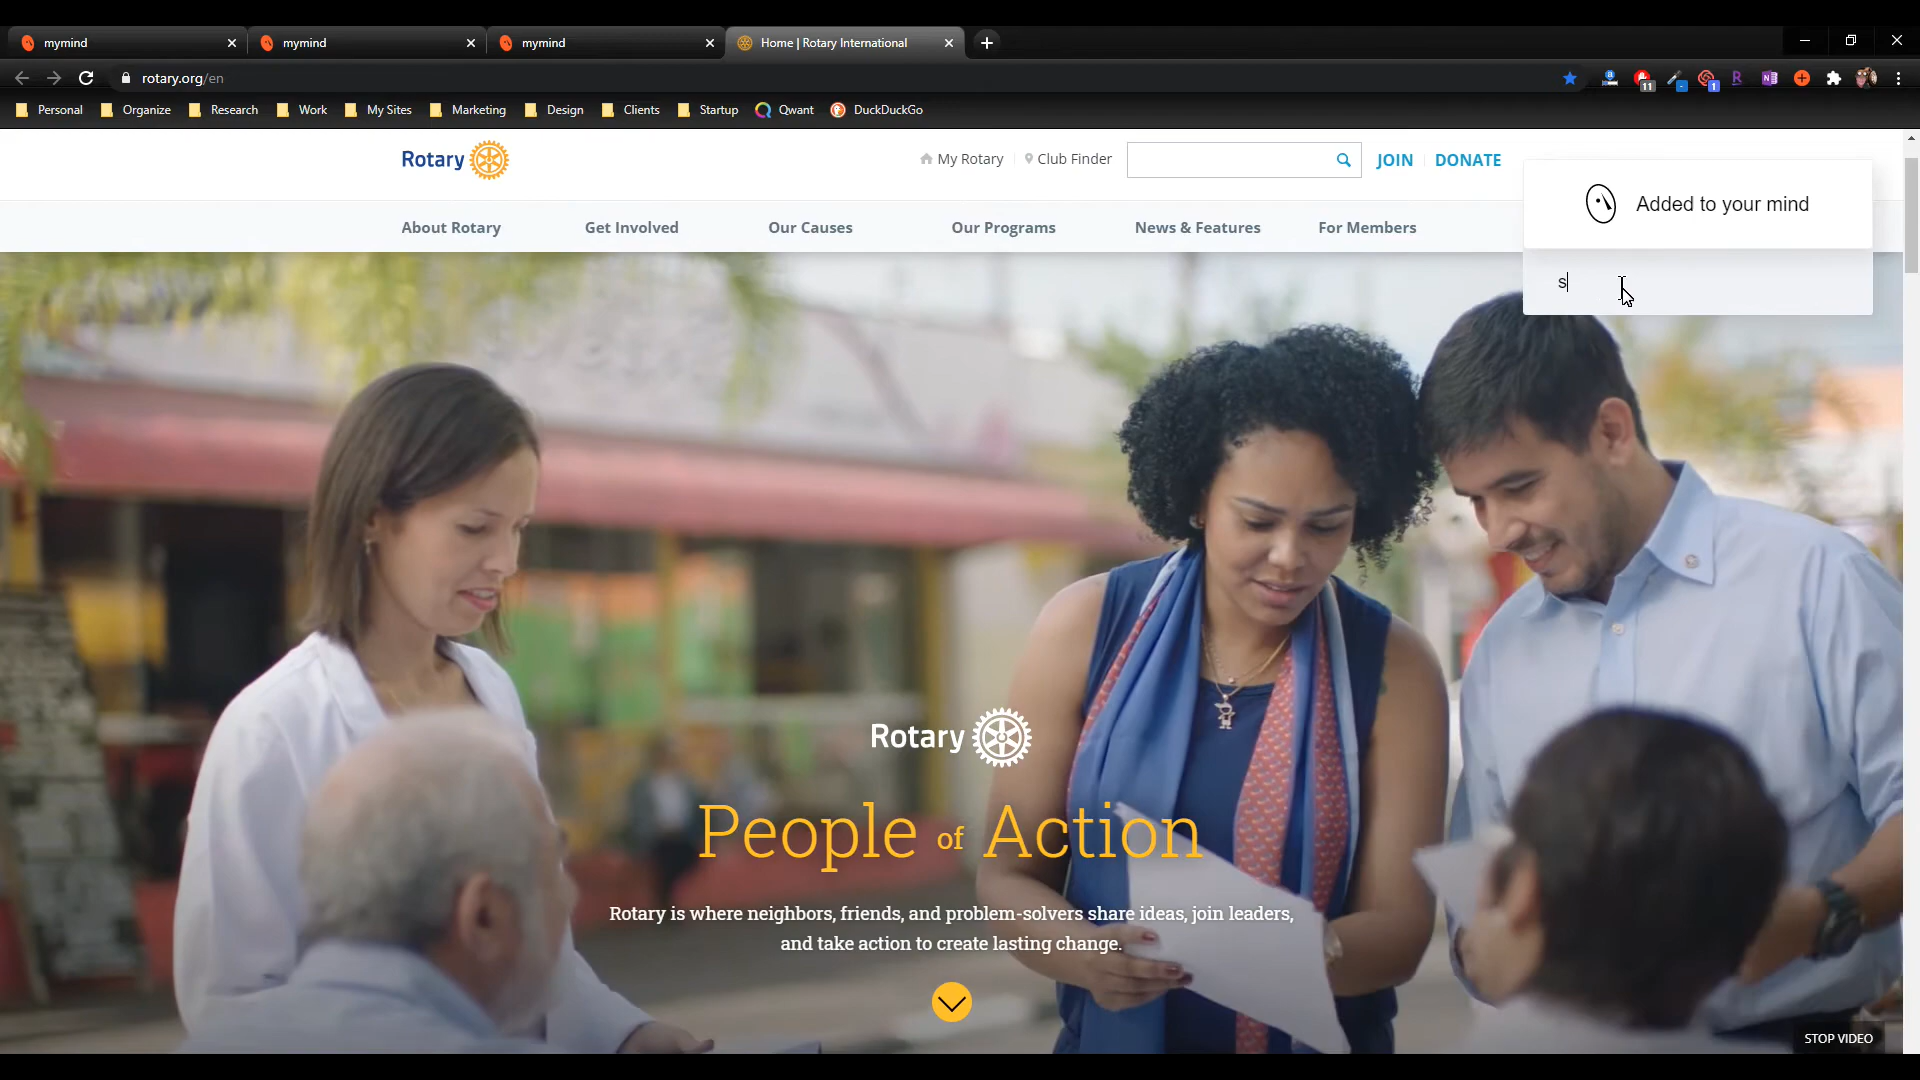 mymind
mymind
mymind
Home | Rotary International
rotary.org/en
11
1
Personal
Organize
Research
Work
My Sites
Marketing
Design
Clients
Startup
Qwant
DuckDuckGo
Rotary
My Rotary
Club Finder
JOIN
DONATE
Added to your mind
About Rotary
Get Involved
Our Causes
Our Programs
News & Features
For Members
s
Rotary
People of Action
Rotary is where neighbors, friends, and problem-solvers share ideas, join leaders,
and take action to create lasting change.
STOP VIDEO